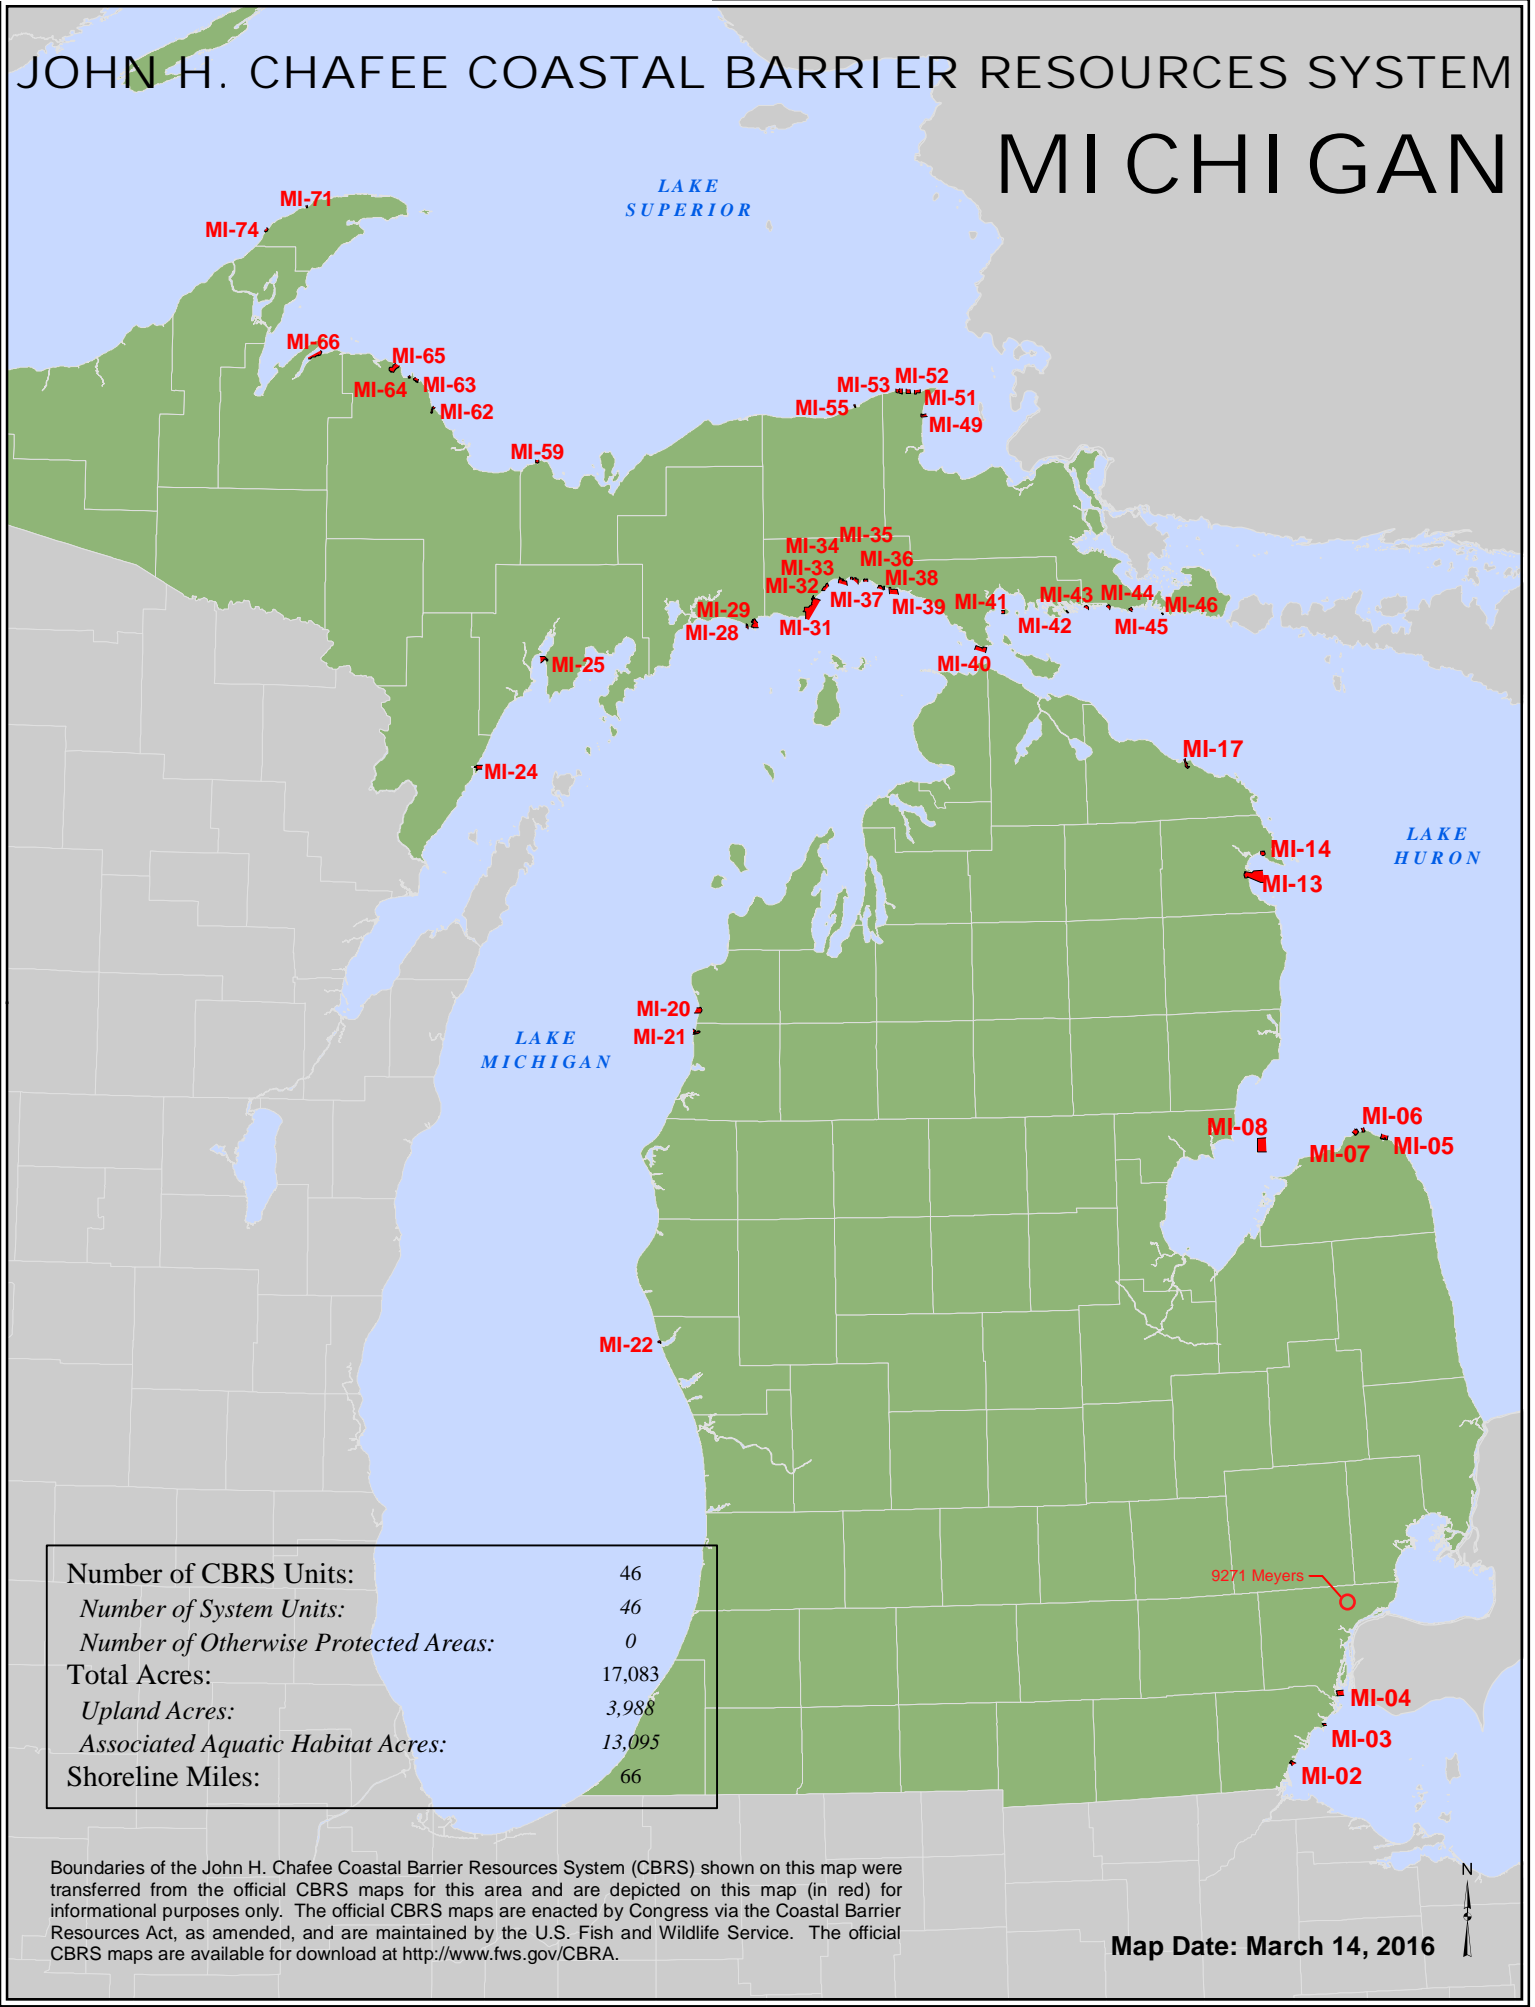 JOHN H. CHAFEE COASTAL BARRIER RESOURCES SYSTEM
MICHIGAN
LAKE
SUPERIOR
MI-71
MI-74
MI-66
MI-65
MI-64
MI-63
MI-62
MI-59
MI-53
MI-52
MI-51
MI-55
MI-49
MI-35
MI-34
MI-36
MI-33
MI-38
MI-32
MI-37
MI-39
MI-31
MI-29
MI-28
MI-41
MI-43
MI-44
MI-46
MI-42
MI-45
MI-40
MI-25
MI-24
MI-17
LAKE
HURON
MI-14
MI-13
MI-20
MI-21
LAKE
MICHIGAN
MI-08
MI-06
MI-07
MI-05
MI-22
9271 Meyers
MI-04
MI-03
MI-02
Number of CBRS Units: 46
Number of System Units: 46
Number of Otherwise Protected Areas: 0
Total Acres: 17,083
Upland Acres: 3,988
Associated Aquatic Habitat Acres: 13,095
Shoreline Miles: 66
Boundaries of the John H. Chafee Coastal Barrier Resources System (CBRS) shown on this map were
transferred from the official CBRS maps for this area and are depicted on this map (in red) for
informational purposes only. The official CBRS maps are enacted by Congress via the Coastal Barrier
Resources Act, as amended, and are maintained by the U.S. Fish and Wildlife Service. The official
CBRS maps are available for download at http://www.fws.gov/CBRA.
N
Map Date: March 14, 2016